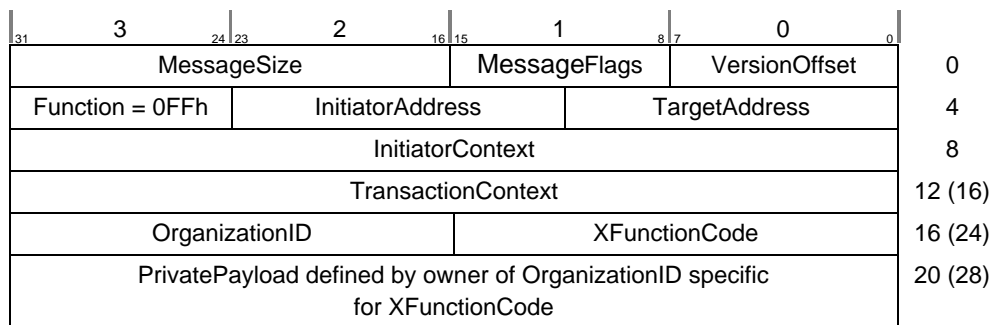 3 2 1 0
31 24 23 16 15 8 7 0
MessageSize MessageFlags VersionOffset 0
Function = 0FFh InitiatorAddress TargetAddress 4
InitiatorContext 8
TransactionContext 12 (16)
OrganizationID XFunctionCode 16 (24)
PrivatePayload defined by owner of OrganizationID specific 20 (28)
for XFunctionCode